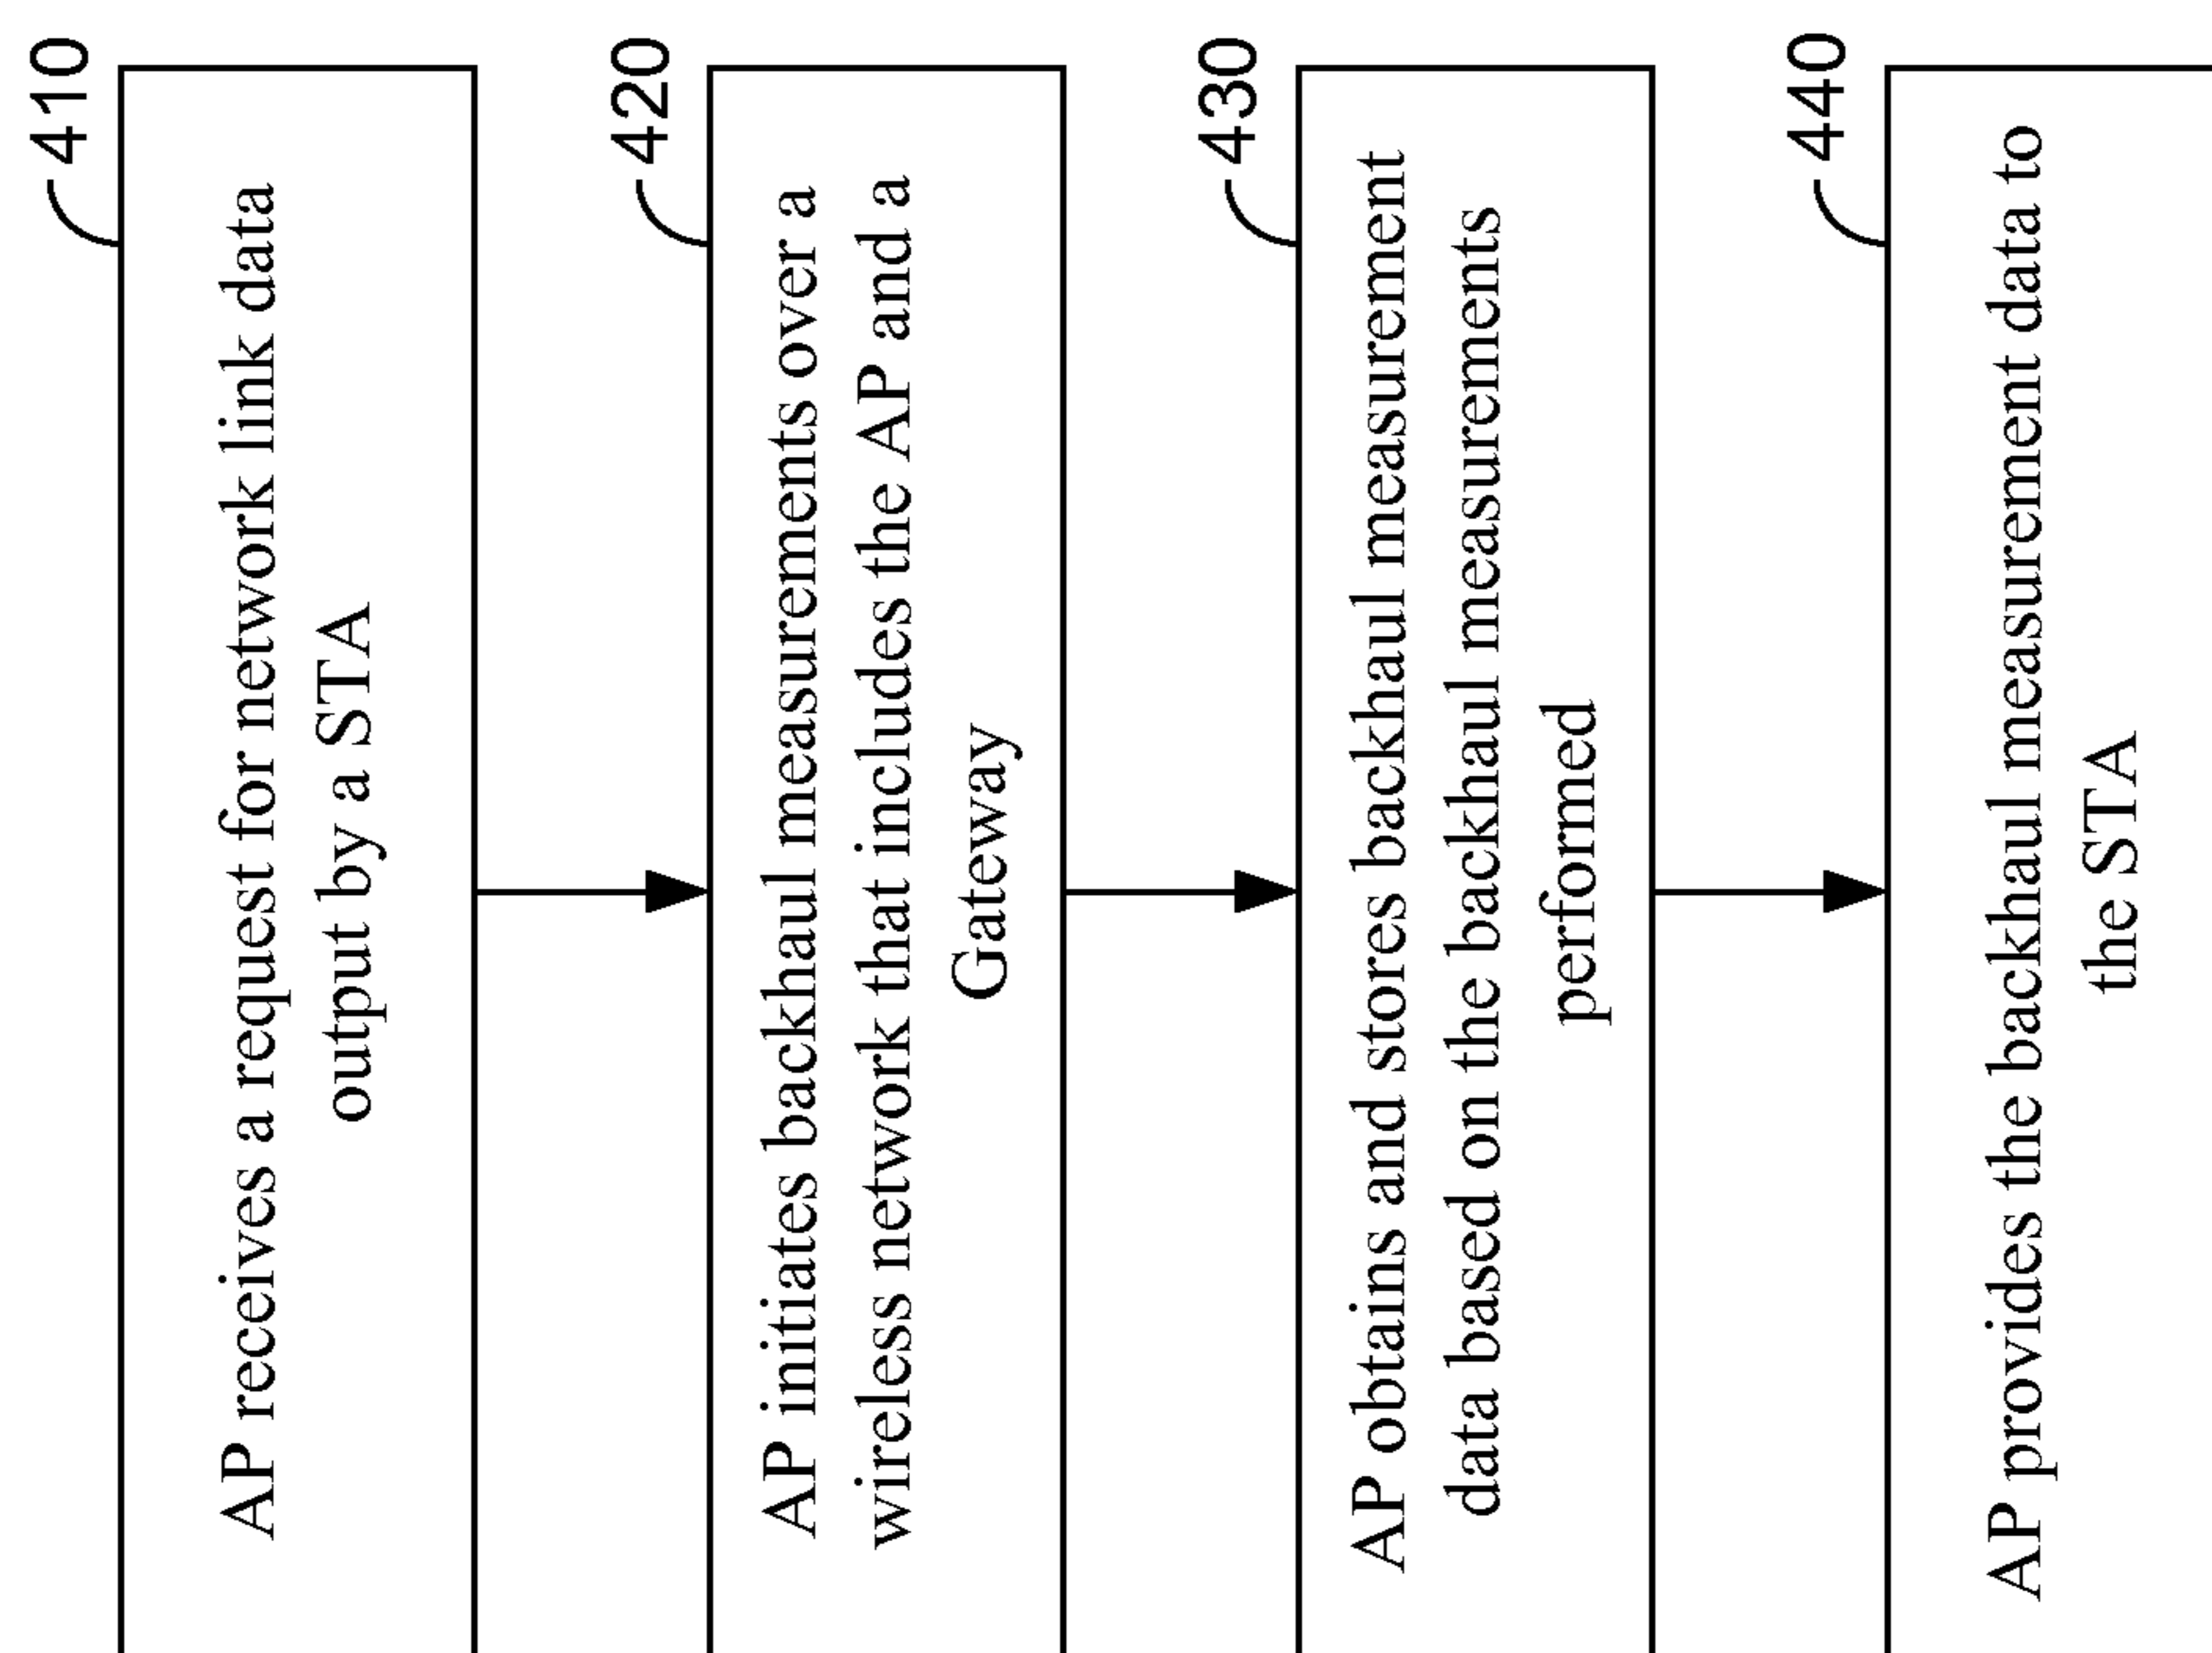 410
AP receives a request for network link data
output by a STA
420
AP initiates backhaul measurements over a
wireless network that includes the AP and a
Gateway
430
AP obtains and stores backhaul measurement
data based on the backhaul measurements
performed
440
AP provides the backhaul measurement data to
the STA